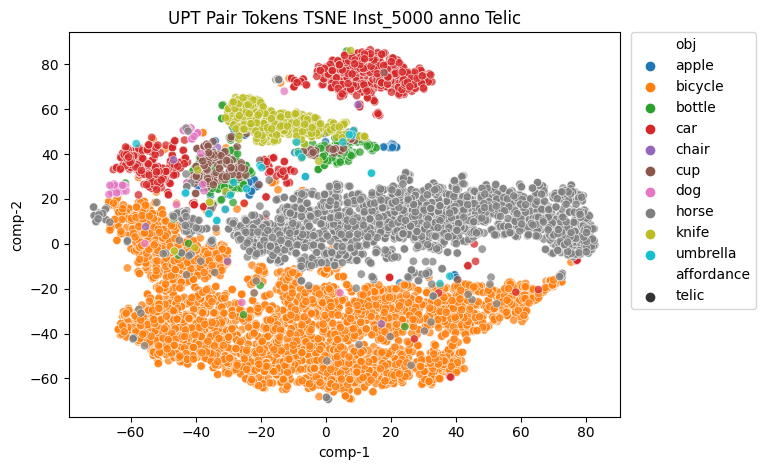 UPT Pair Tokens TSNE Inst_5000 anno Telic
obj
apple
bicycle
bottle
car
chair
cup
dog
horse
knife
umbrella
affordance
telic
comp-2
80
60
40
20
0
−20
−40
−60
−60 −40 −20 0 20 40 60 80
comp-1